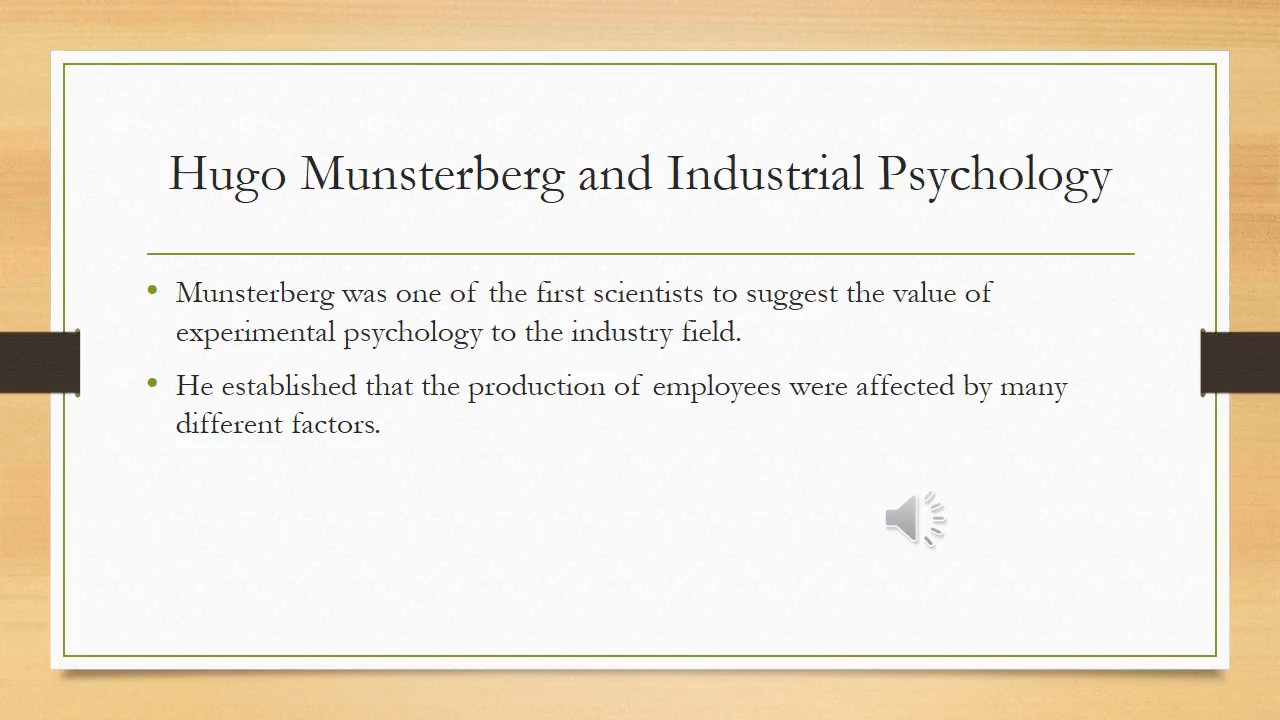 Hugo Munsterberg and Industrial Psychology
• Munsterberg was one of the first scientists to suggest the value of
experimental psychology to the industry field.
• He established that the production of employees were affected by many
different factors.